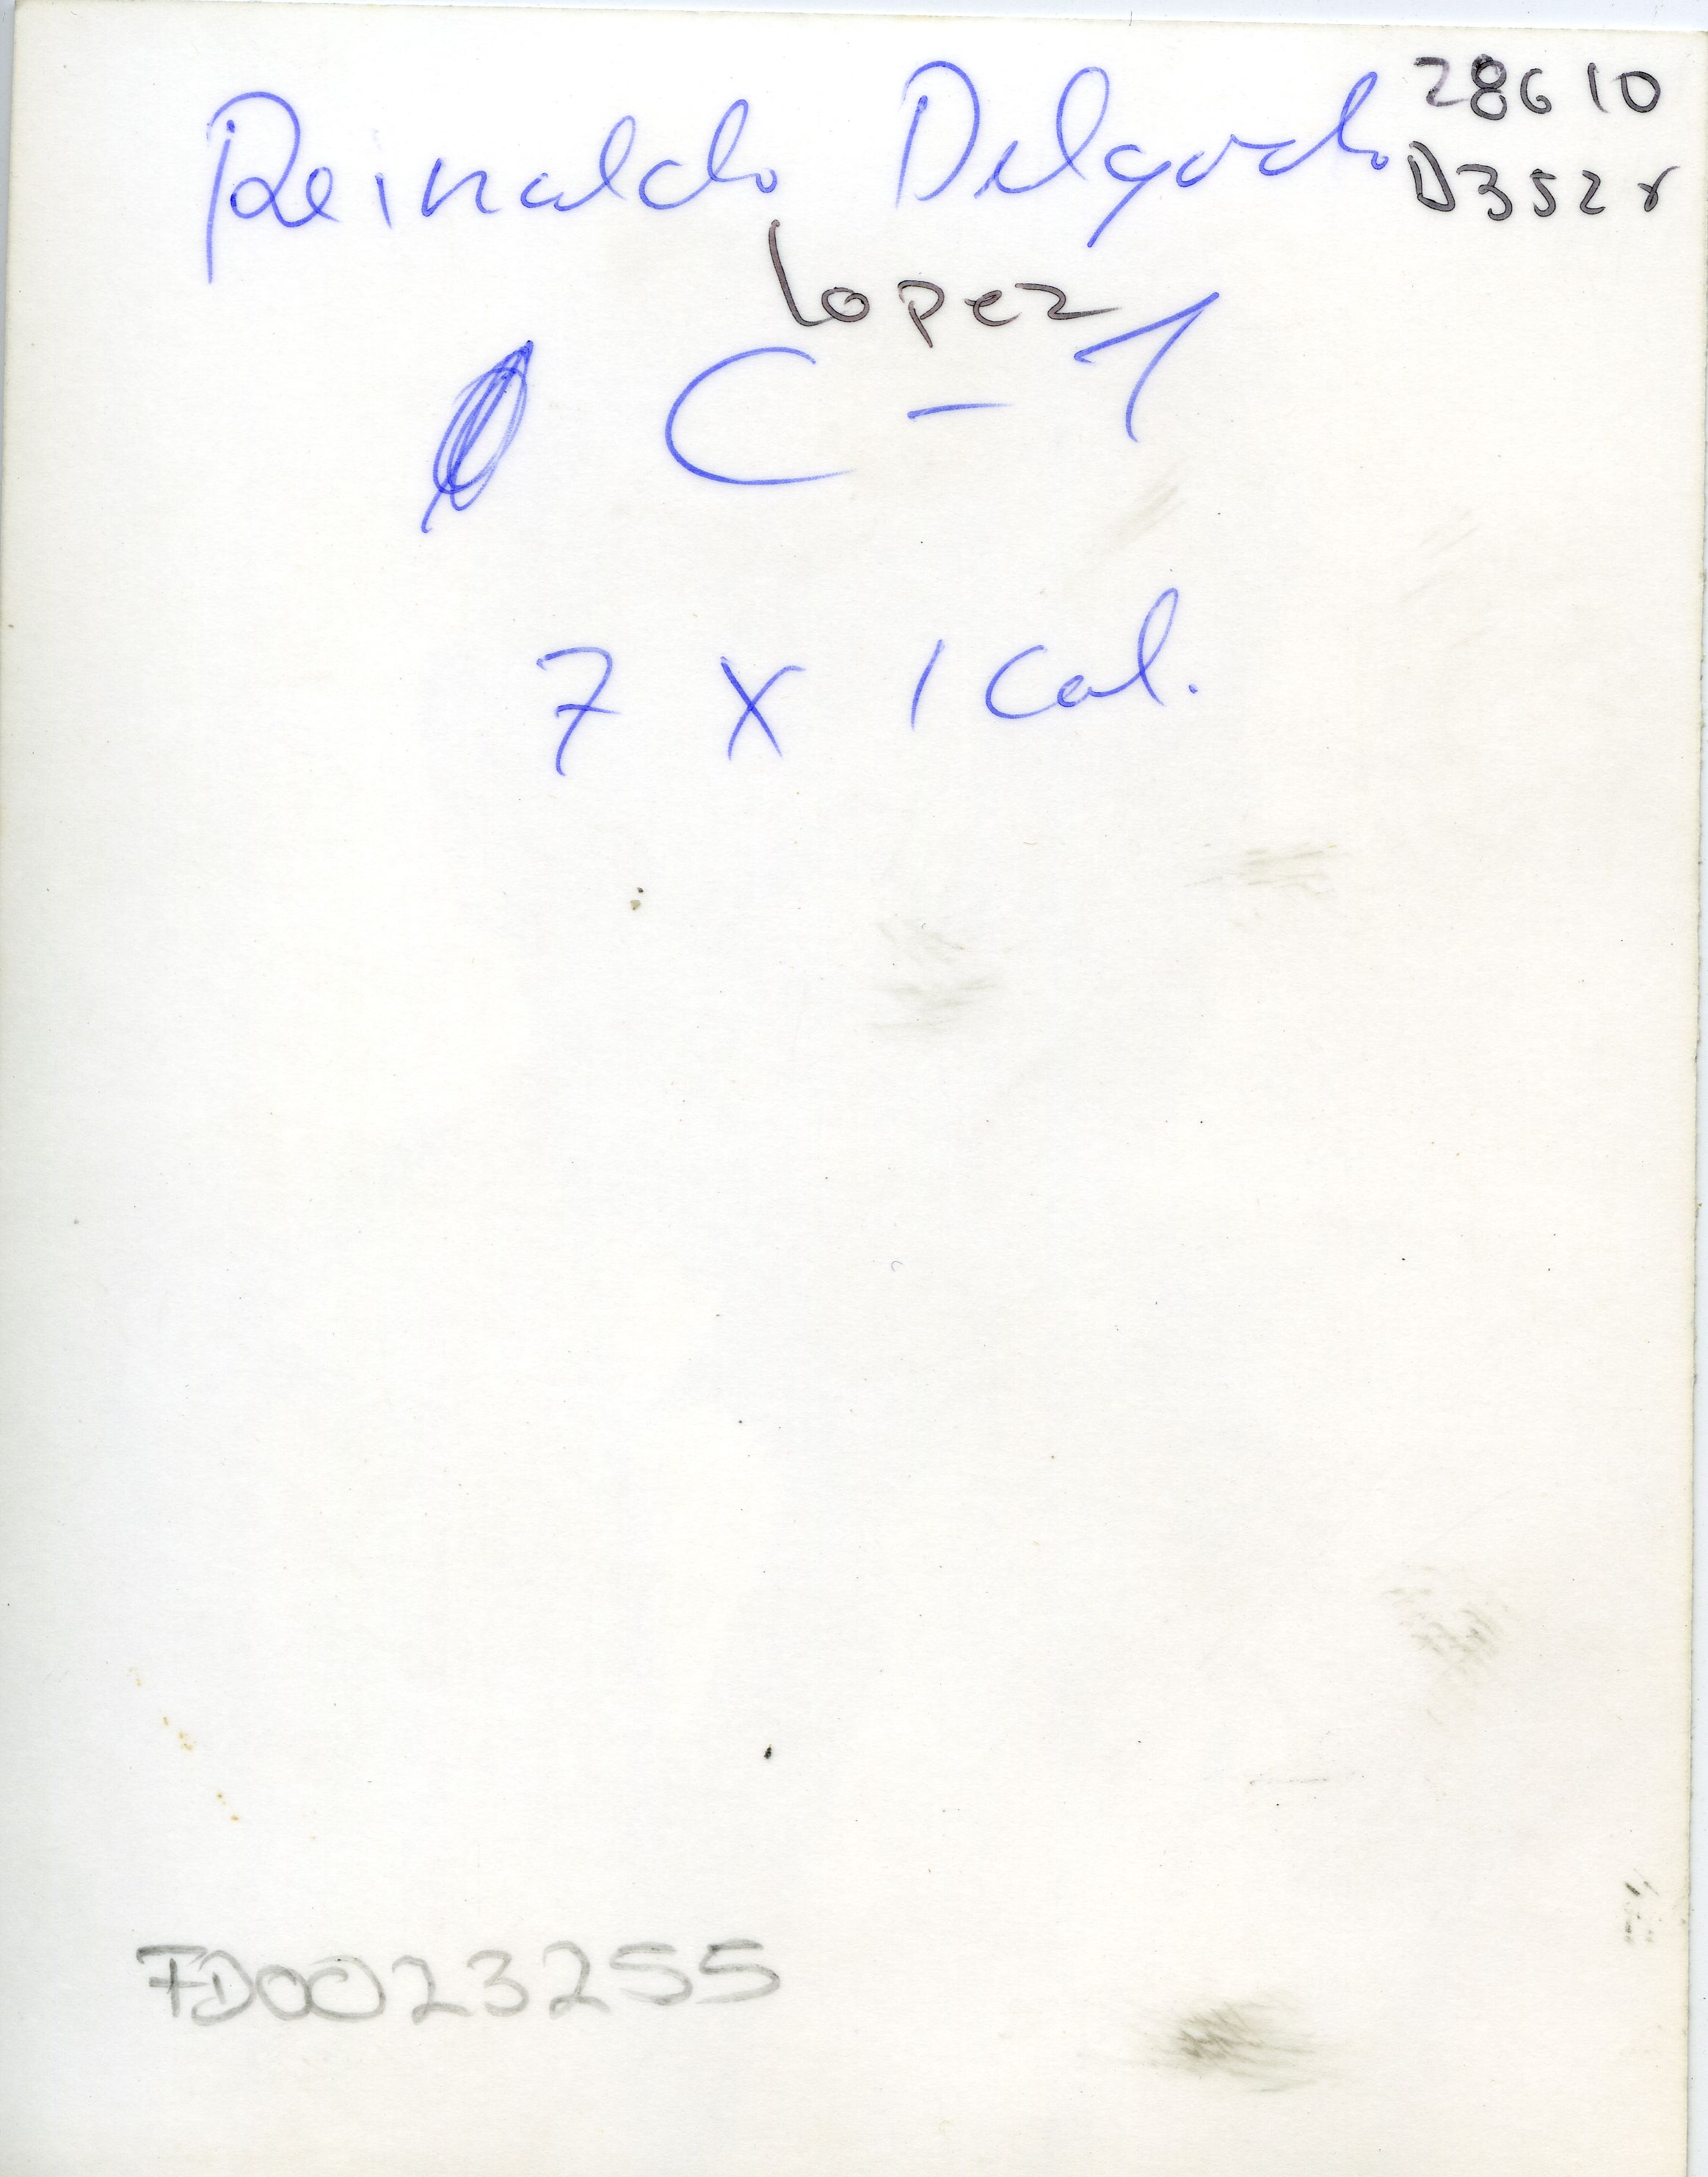 Reinaldo Delgado
28610
D352r
Lopez
C-1
7 x 1 Col.
FD0023255